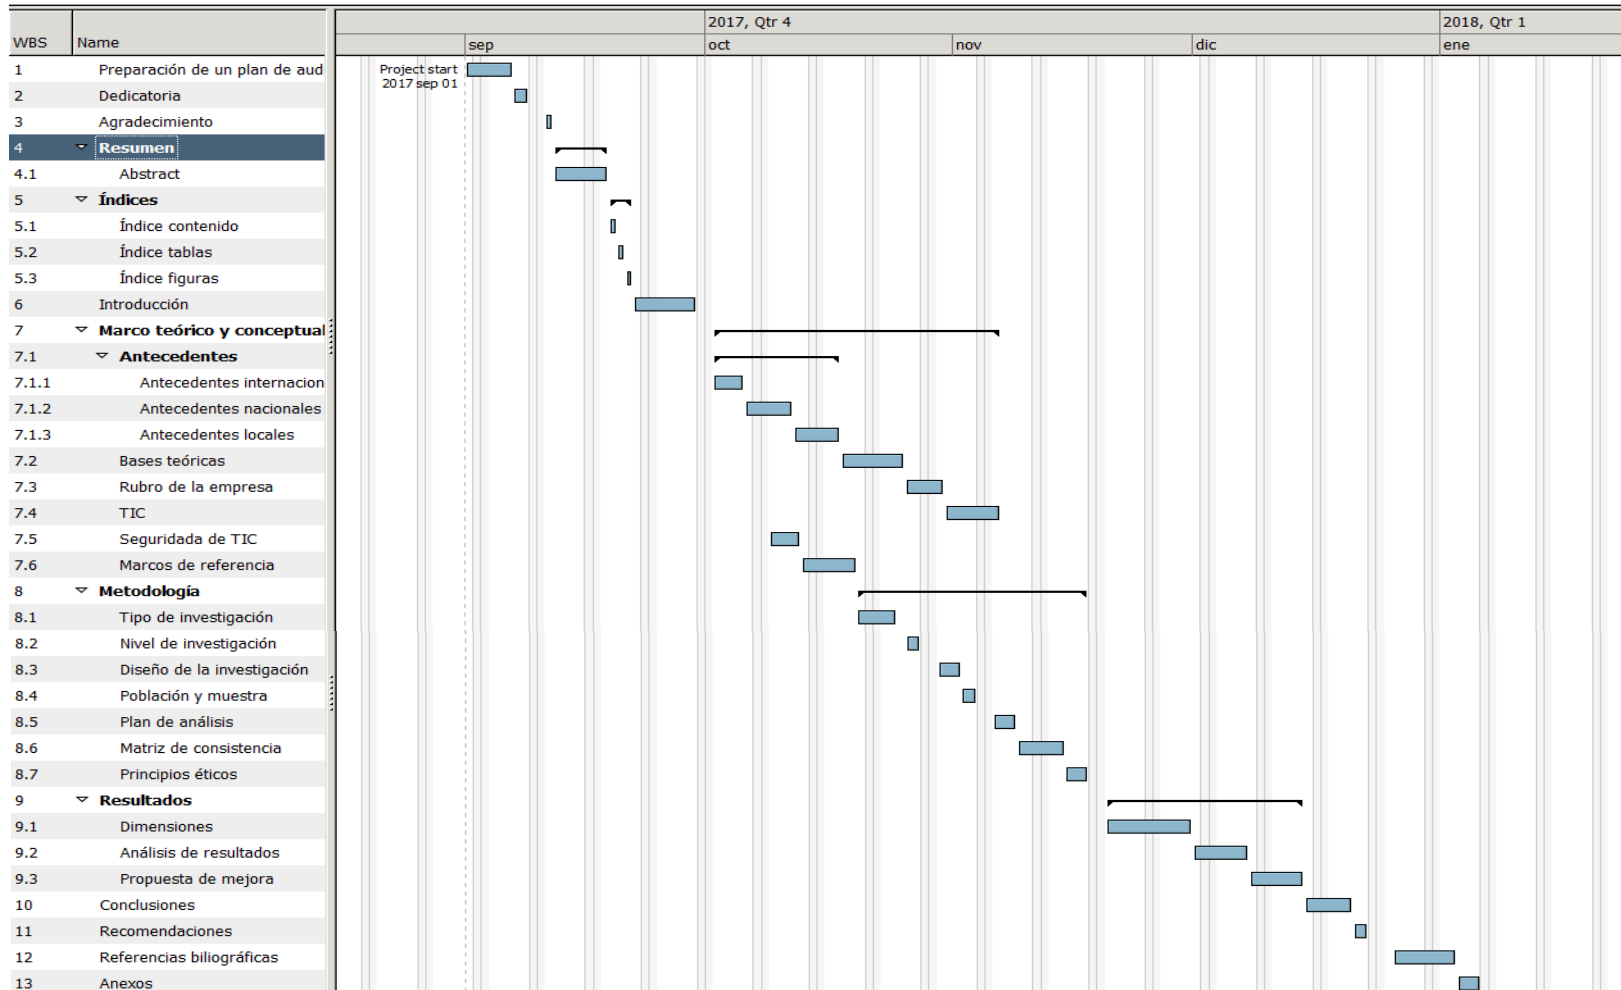 2017, Qtr 4 2018, Qtr 1
WBS Name sep oct nov dic ene
1 Preparación de un plan de aud
Project start
2017 sep 01
2 Dedicatoria
3 Agradecimiento
4 Resumen
4.1 Abstract
5 Índices
5.1 Índice contenido
5.2 Índice tablas
5.3 Índice figuras
6 Introducción
7 Marco teórico y conceptual
7.1 Antecedentes
7.1.1 Antecedentes internacion
7.1.2 Antecedentes nacionales
7.1.3 Antecedentes locales
7.2 Bases teóricas
7.3 Rubro de la empresa
7.4 TIC
7.5 Seguridada de TIC
7.6 Marcos de referencia
8 Metodología
8.1 Tipo de investigación
8.2 Nivel de investigación
8.3 Diseño de la investigación
8.4 Población y muestra
8.5 Plan de análisis
8.6 Matriz de consistencia
8.7 Principios éticos
9 Resultados
9.1 Dimensiones
9.2 Análisis de resultados
9.3 Propuesta de mejora
10 Conclusiones
11 Recomendaciones
12 Referencias biliográficas
13 Anexos